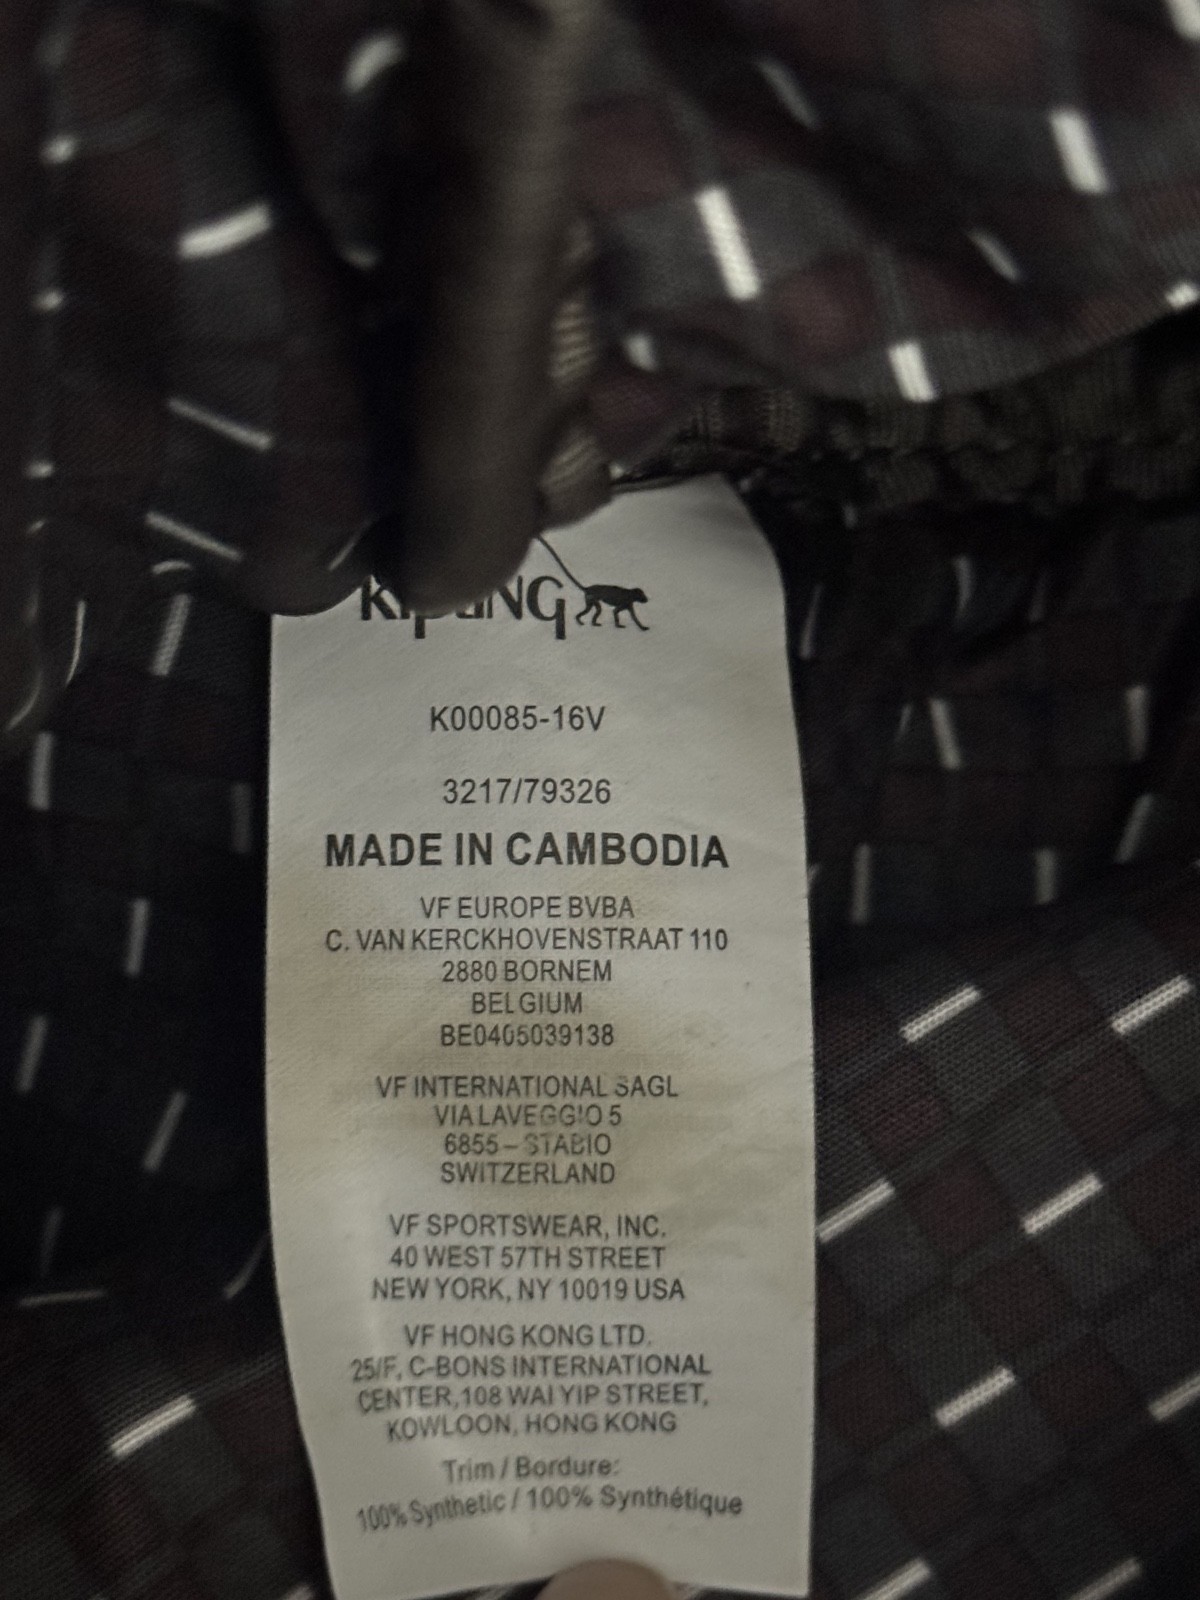 KipliNG
K00085-16V
3217/79326
MADE IN CAMBODIA
VF EUROPE BVBA
C. VAN KERCKHOVENSTRAAT 110
2880 BORNEM
BELGIUM
BE0405039138
VF INTERNATIONAL SAGL
VIA LAVEGGIO 5
6855 – STABIO
SWITZERLAND
VF SPORTSWEAR, INC.
40 WEST 57TH STREET
NEW YORK, NY 10019 USA
VF HONG KONG LTD.
25/F, C-BONS INTERNATIONAL
CENTER,108 WAI YIP STREET,
KOWLOON, HONG KONG
Trim / Bordure:
100% Synthetic / 100% Synthétique